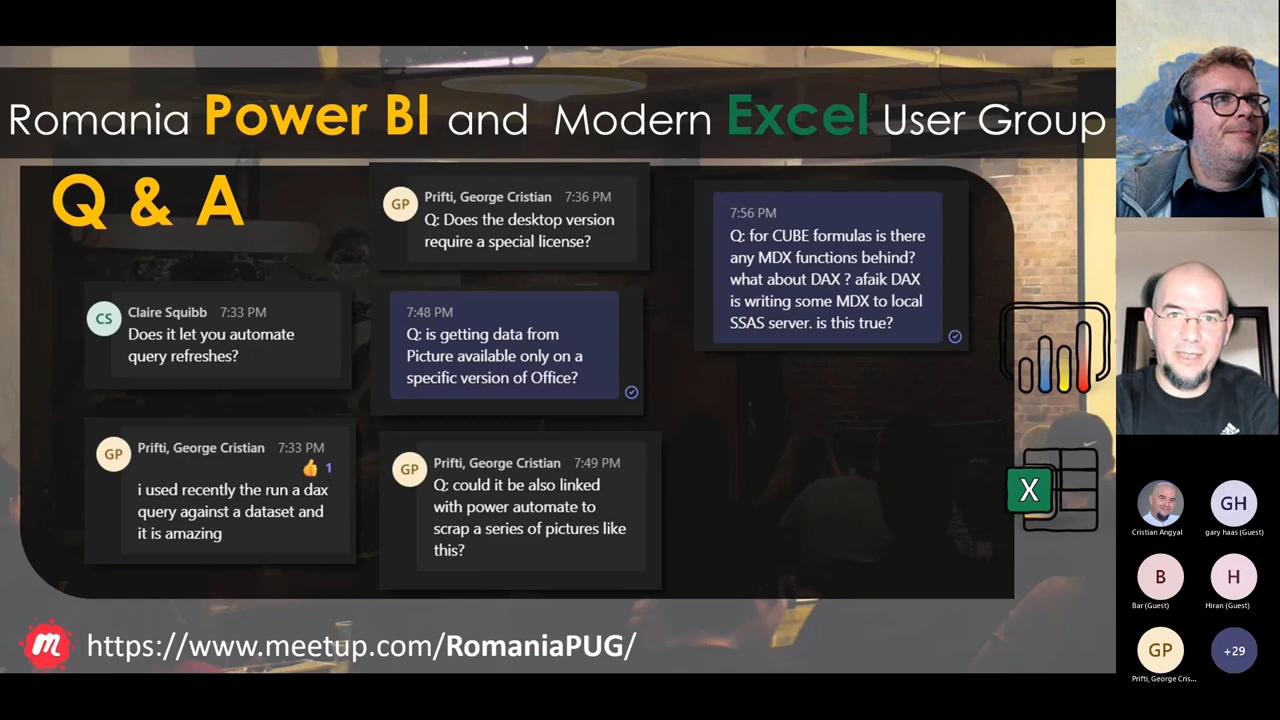 Romania Power BI and Modern Excel User Group
Q & A
CS
Claire Squibb 7:33 PM
Does it let you automate
query refreshes?
GP
Prifti, George Cristian 7:33 PM
👍 1
i used recently the run a dax
query against a dataset and
it is amazing
GP
Prifti, George Cristian 7:36 PM
Q: Does the desktop version
require a special license?
7:48 PM
Q: is getting data from
Picture available only on a
specific version of Office?
GP
Prifti, George Cristian 7:49 PM
Q: could it be also linked
with power automate to
scrap a series of pictures like
this?
7:56 PM
Q: for CUBE formulas is there
any MDX functions behind?
what about DAX ? afaik DAX
is writing some MDX to local
SSAS server. is this true?
X
m
https://www.meetup.com/RomaniaPUG/
Cristian Angyal
GH
gary haas (Guest)
B
Bar (Guest)
H
Hiran (Guest)
GP
Prifti, George Cris...
+29